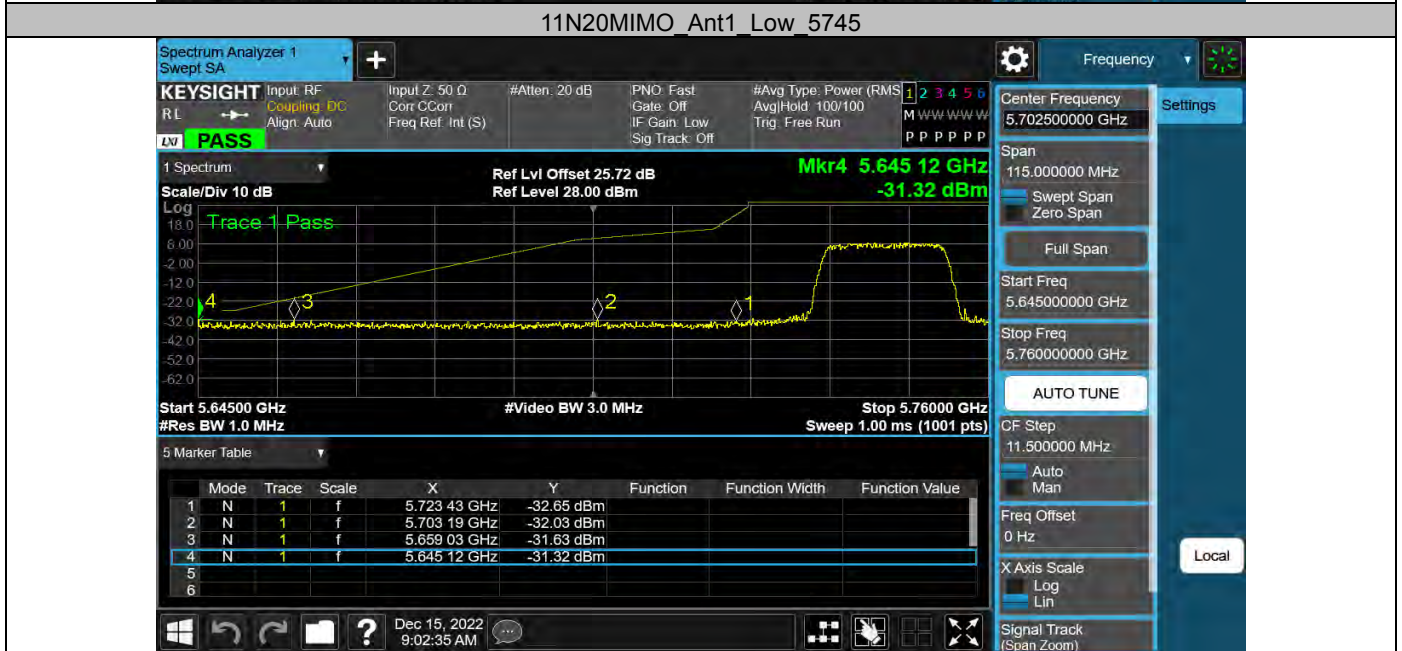 11N20MIMO_Ant1_Low_5745
Spectrum Analyzer 1
Swept SA
+
Frequency
KEYSIGHT
RL
LXI PASS
Input: RF
Coupling: DC
Align: Auto
Input Z: 50 Ω
Corr CCorr
Freq Ref: Int (S)
#Atten: 20 dB
PNO: Fast
Gate: Off
IF Gain: Low
Sig Track: Off
#Avg Type: Power (RMS
Avg|Hold: 100/100
Trig: Free Run
1 2 3 4 5 6
M W W W W W
P P P P P P
1 Spectrum
Scale/Div 10 dB
Ref Lvl Offset 25.72 dB
Ref Level 28.00 dBm
Mkr4 5.645 12 GHz
-31.32 dBm
Log
Trace 1 Pass
18.0
8.00
-2.00
-12.0
-22.0
-32.0
-42.0
-52.0
-62.0
4
3
2
1
Start 5.64500 GHz
#Res BW 1.0 MHz
#Video BW 3.0 MHz
Stop 5.76000 GHz
Sweep 1.00 ms (1001 pts)
5 Marker Table
Mode Trace Scale X Y Function Function Width Function Value
1 N 1 f 5.723 43 GHz -32.65 dBm
2 N 1 f 5.703 19 GHz -32.03 dBm
3 N 1 f 5.659 03 GHz -31.63 dBm
4 N 1 f 5.645 12 GHz -31.32 dBm
5
6
?
Dec 15, 2022
9:02:35 AM
Center Frequency
5.702500000 GHz
Settings
Span
115.000000 MHz
Swept Span
Zero Span
Full Span
Start Freq
5.645000000 GHz
Stop Freq
5.760000000 GHz
AUTO TUNE
CF Step
11.500000 MHz
Auto
Man
Freq Offset
0 Hz
Local
X Axis Scale
Log
Lin
Signal Track
(Span Zoom)